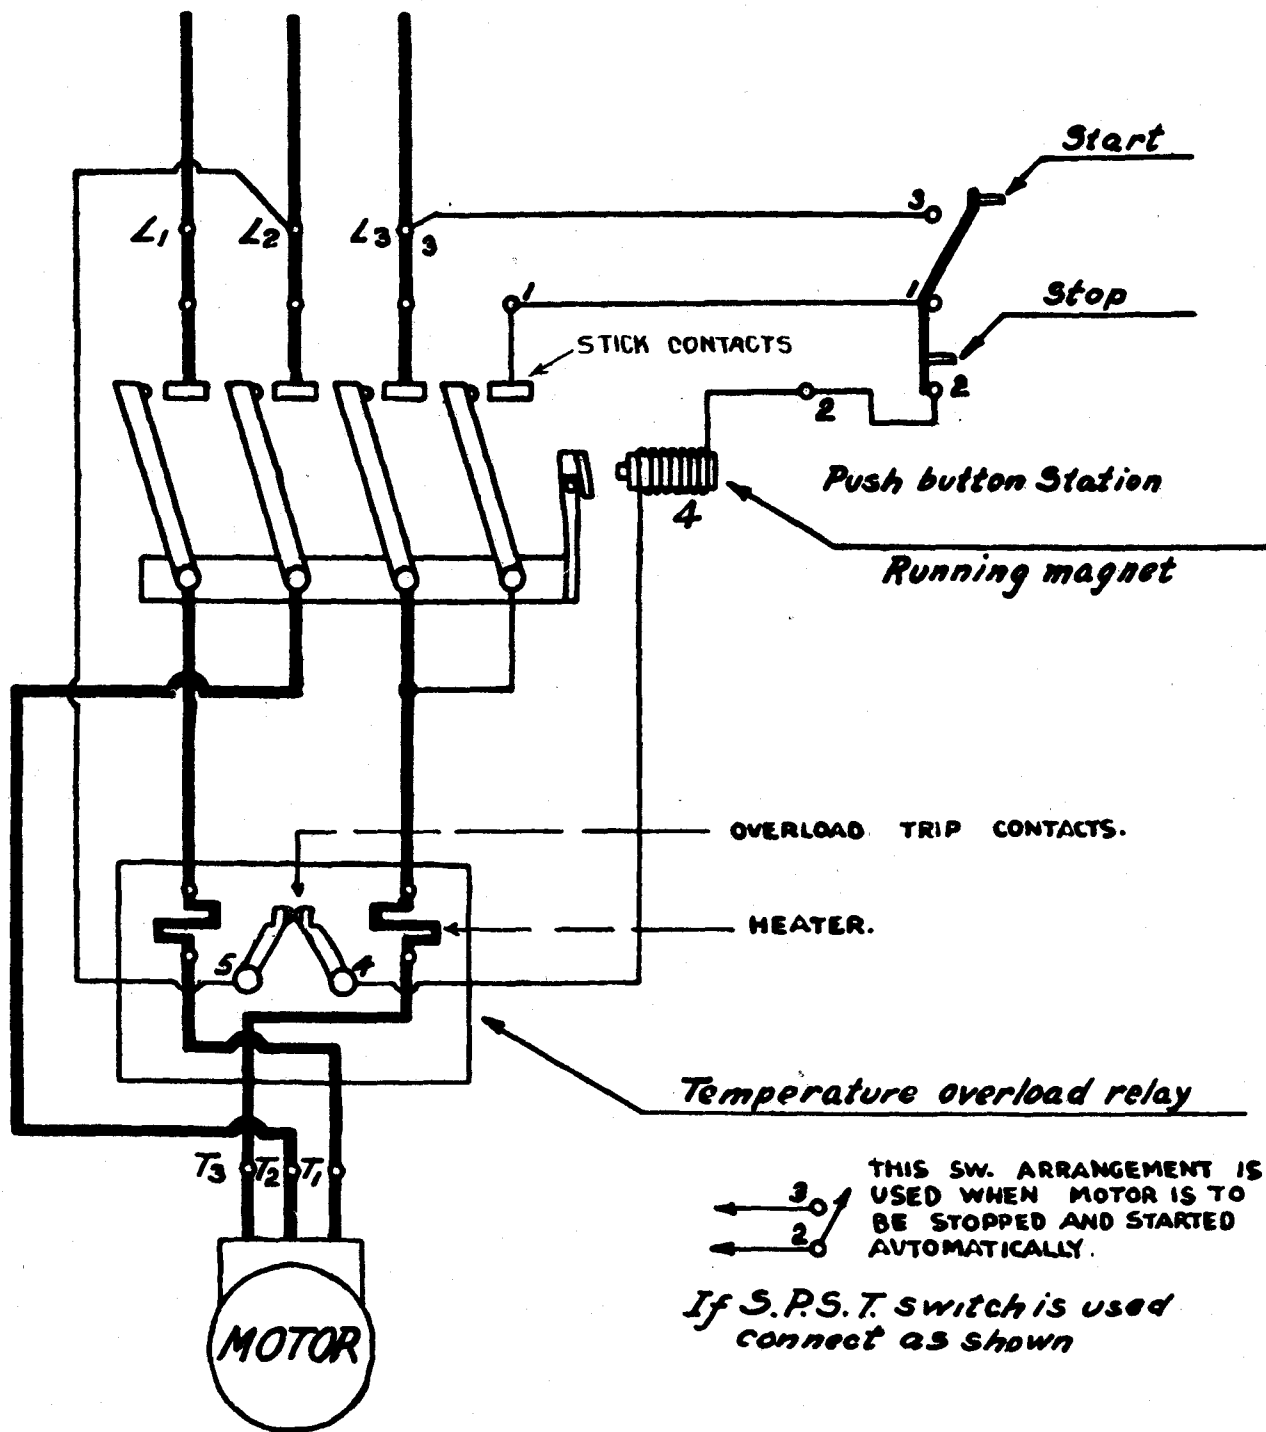 Start
3
L1 L2 L3 3
1 1
Stop
STICK CONTACTS
2 2
Push button Station
4
Running magnet
OVERLOAD TRIP CONTACTS.
HEATER.
5 4
Temperature overload relay
T3 T2 T1
THIS SW. ARRANGEMENT IS
3 USED WHEN MOTOR IS TO
2 BE STOPPED AND STARTED
AUTOMATICALLY.
If S.P.S.T. switch is used
connect as shown
MOTOR